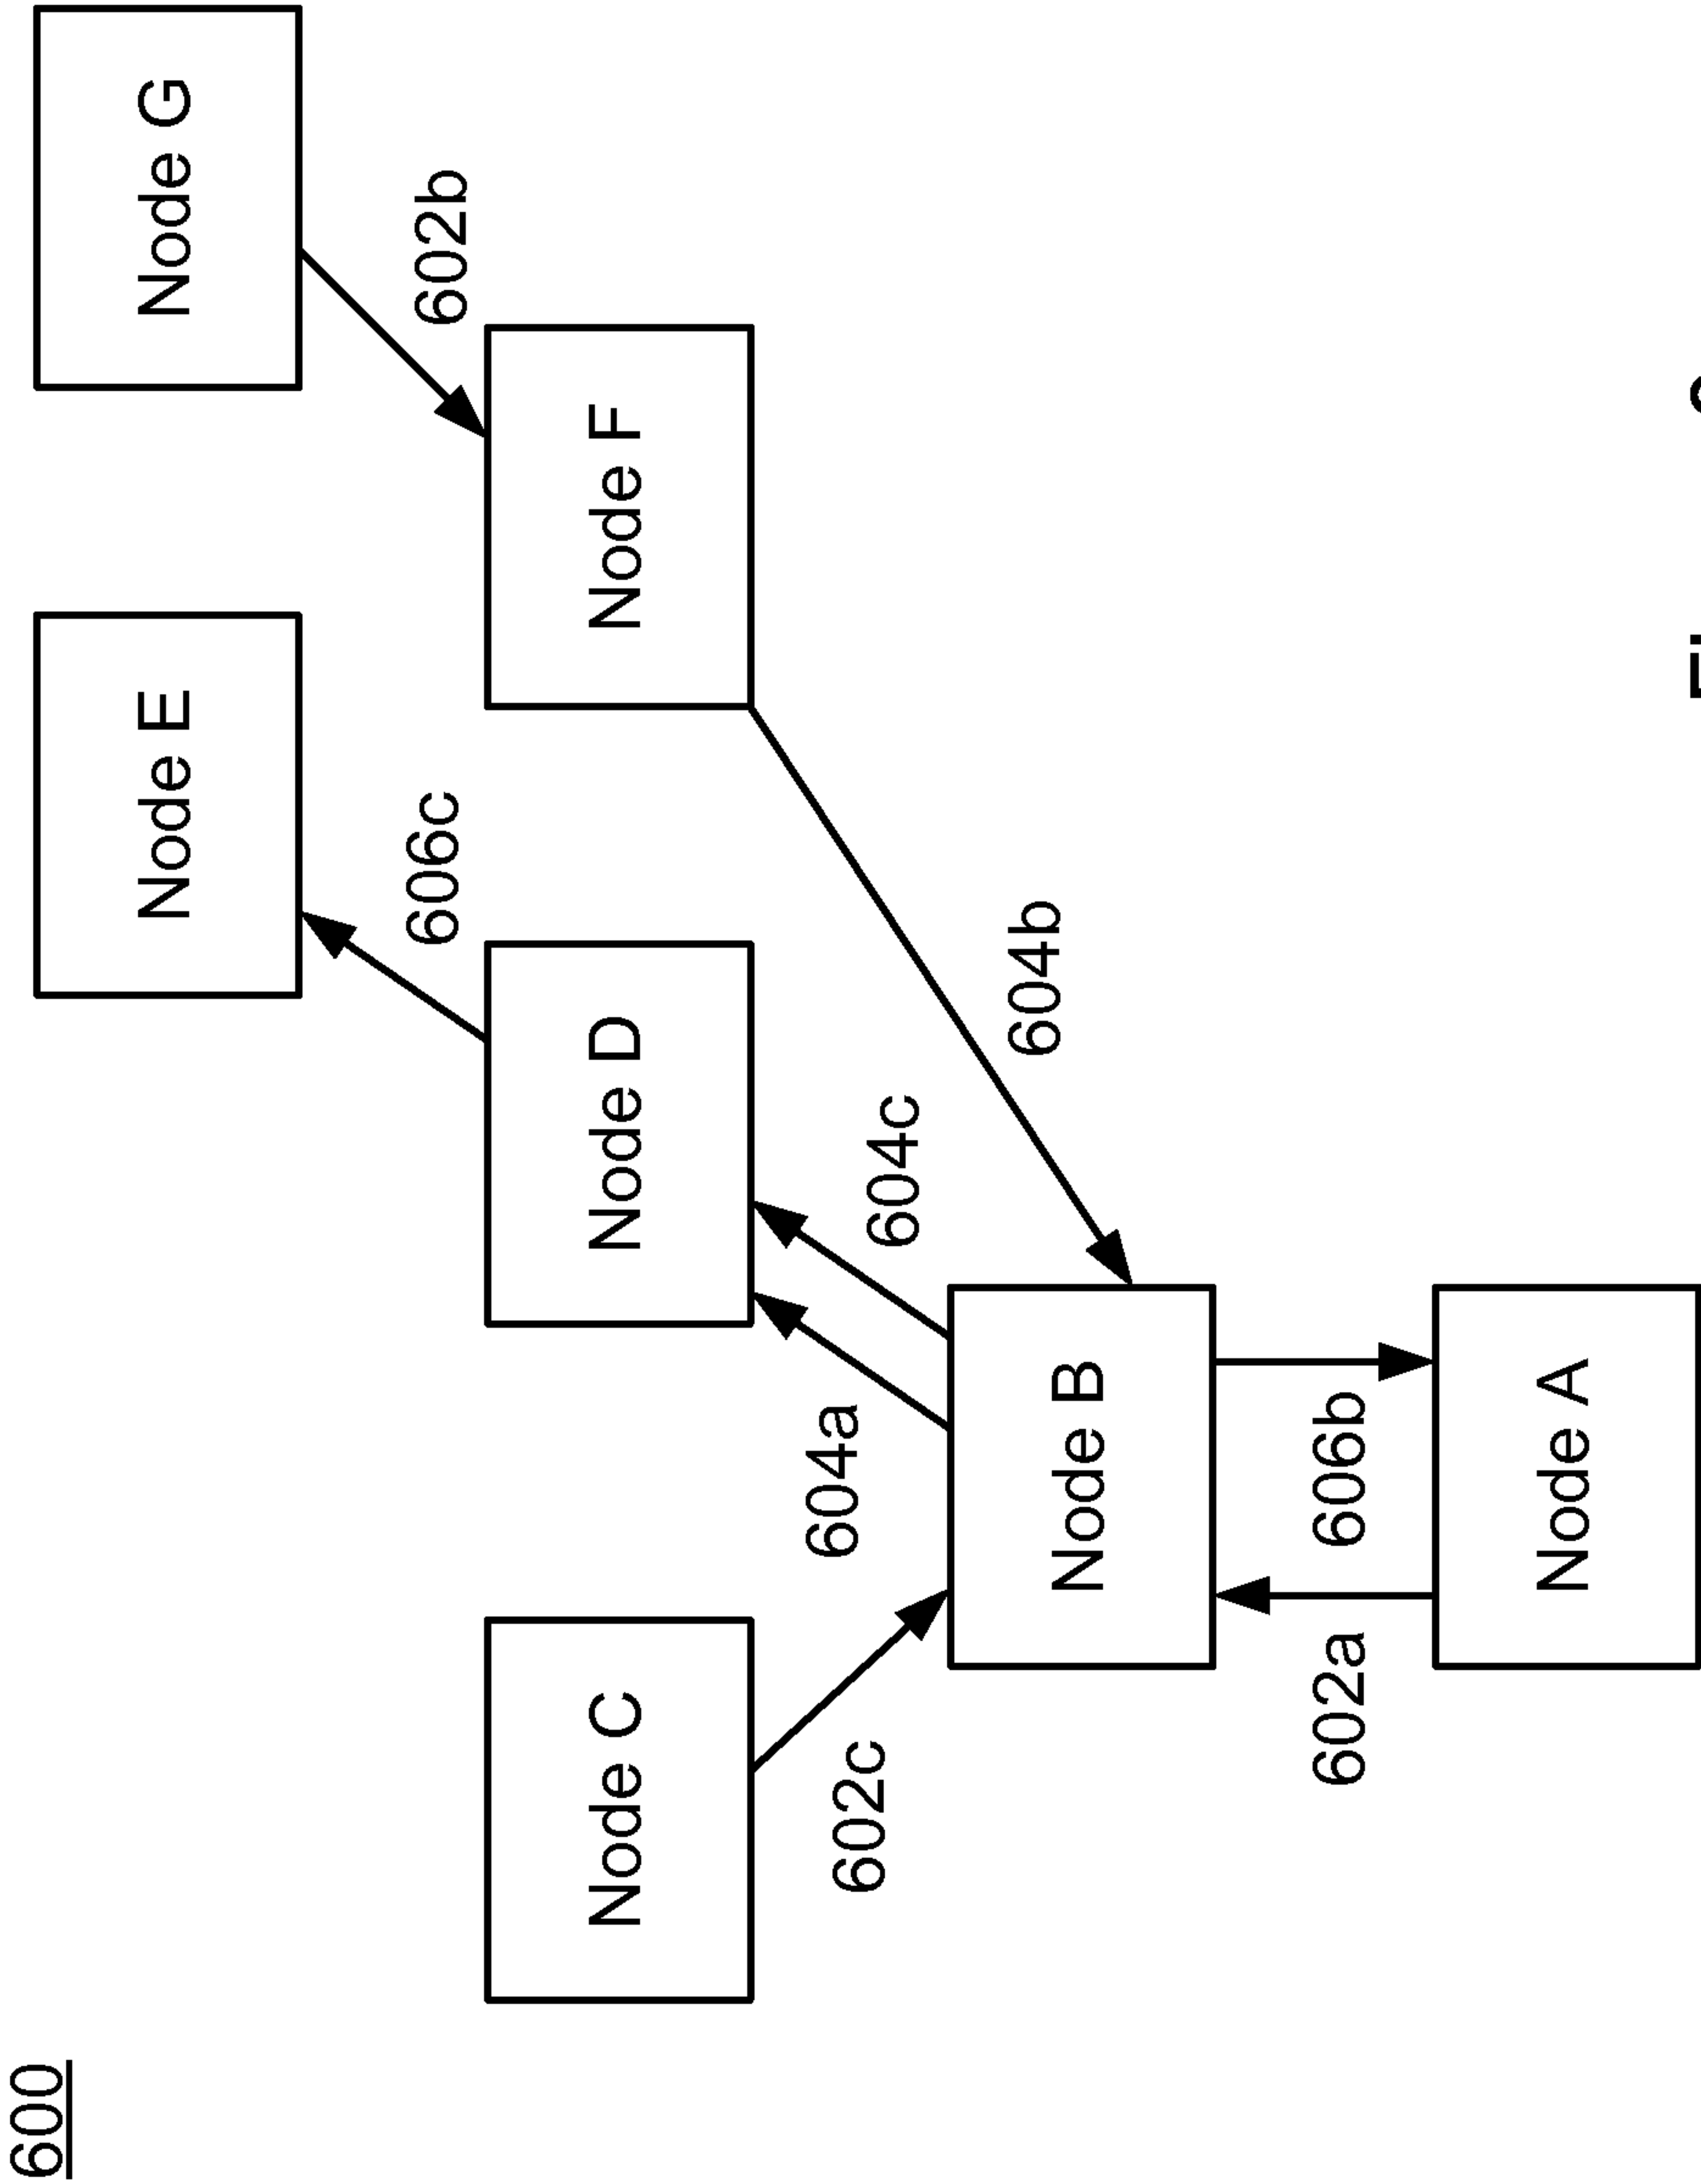 600
Node E
Node G
606c
602b
Node C
Node D
Node F
602c
604a
604c
604b
Node B
602a
606b
Node A